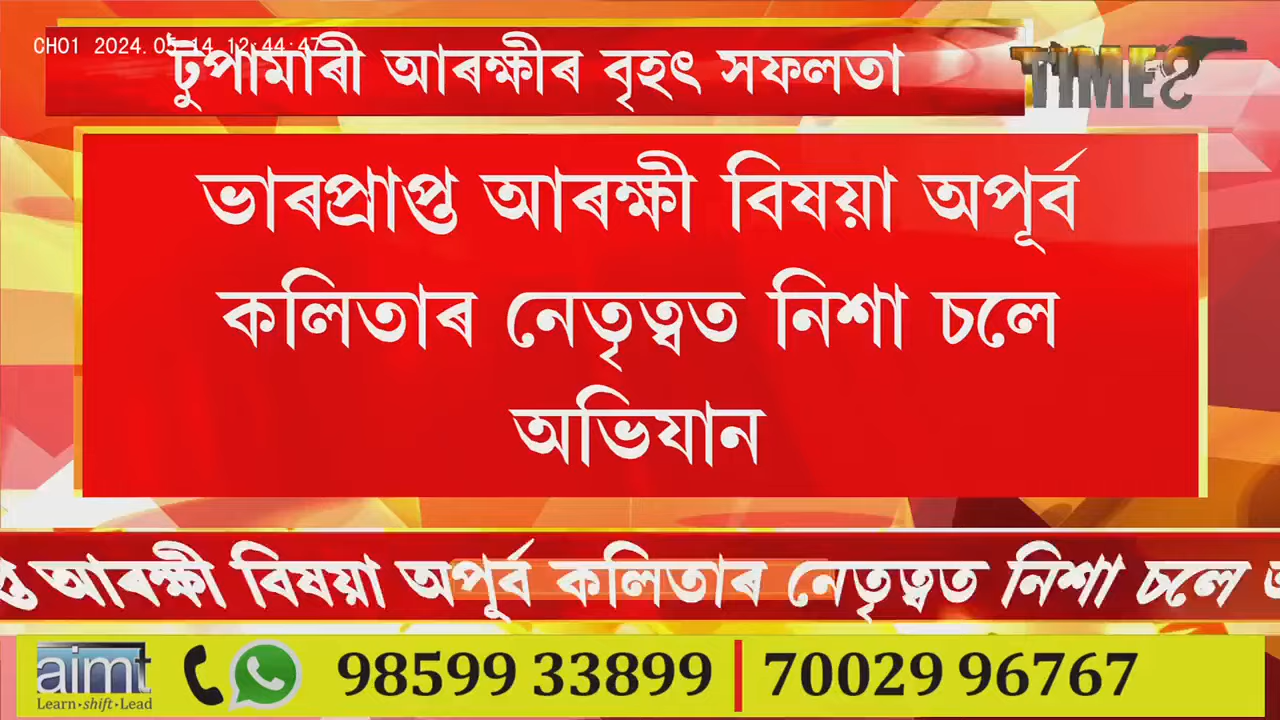 CH01 2024.05-14 12:44:47
টুপামাৰী আৰক্ষীৰ বৃহৎ সফলতা
TIMES
ভাৰপ্ৰাপ্ত আৰক্ষী বিষয়া অপূৰ্ব
কলিতাৰ নেতৃত্বত নিশা চলে
অভিযান
আৰক্ষী বিষয়া অপূৰ্ব কলিতাৰ নেতৃত্বত নিশা চলে
aimt
Learn·shift·Lead
98599 33899 | 70029 96767